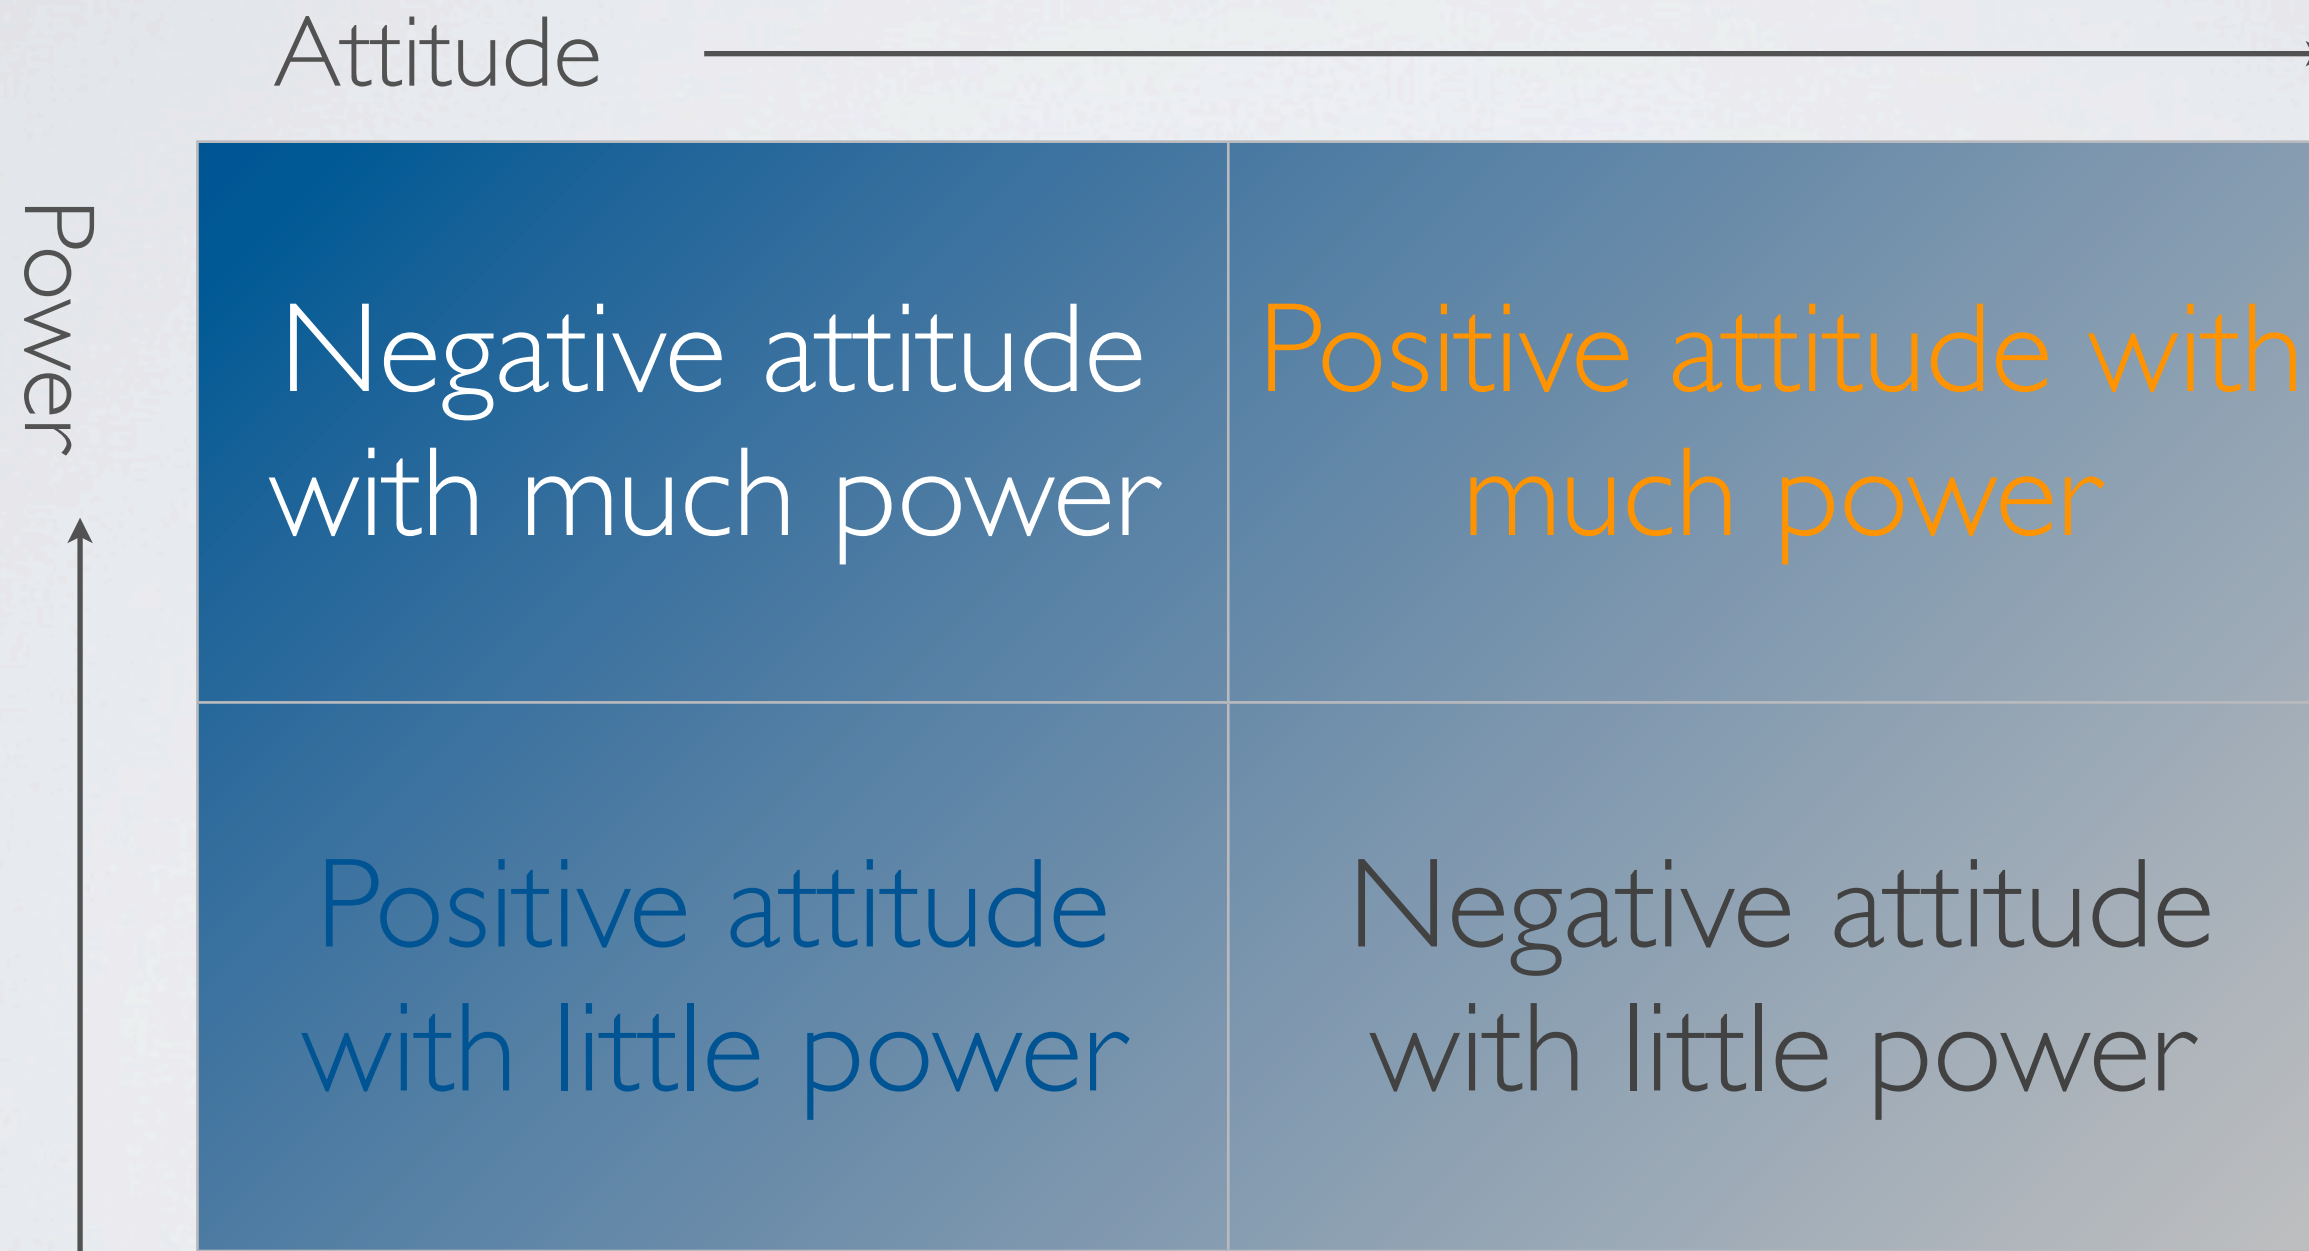 Attitude
Power
Negative attitude
with much power
Positive attitude with
much power
Positive attitude
with little power
Negative attitude
with little power